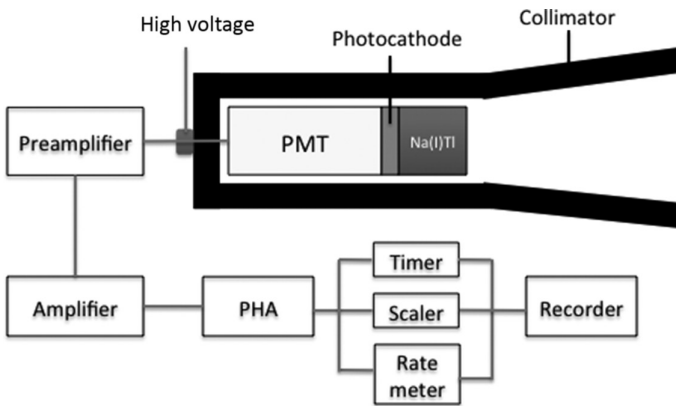 High voltage
Photocathode
Collimator
Preamplifier
PMT
Na(I)Tl
Amplifier
PHA
Timer
Scaler
Rate
meter
Recorder